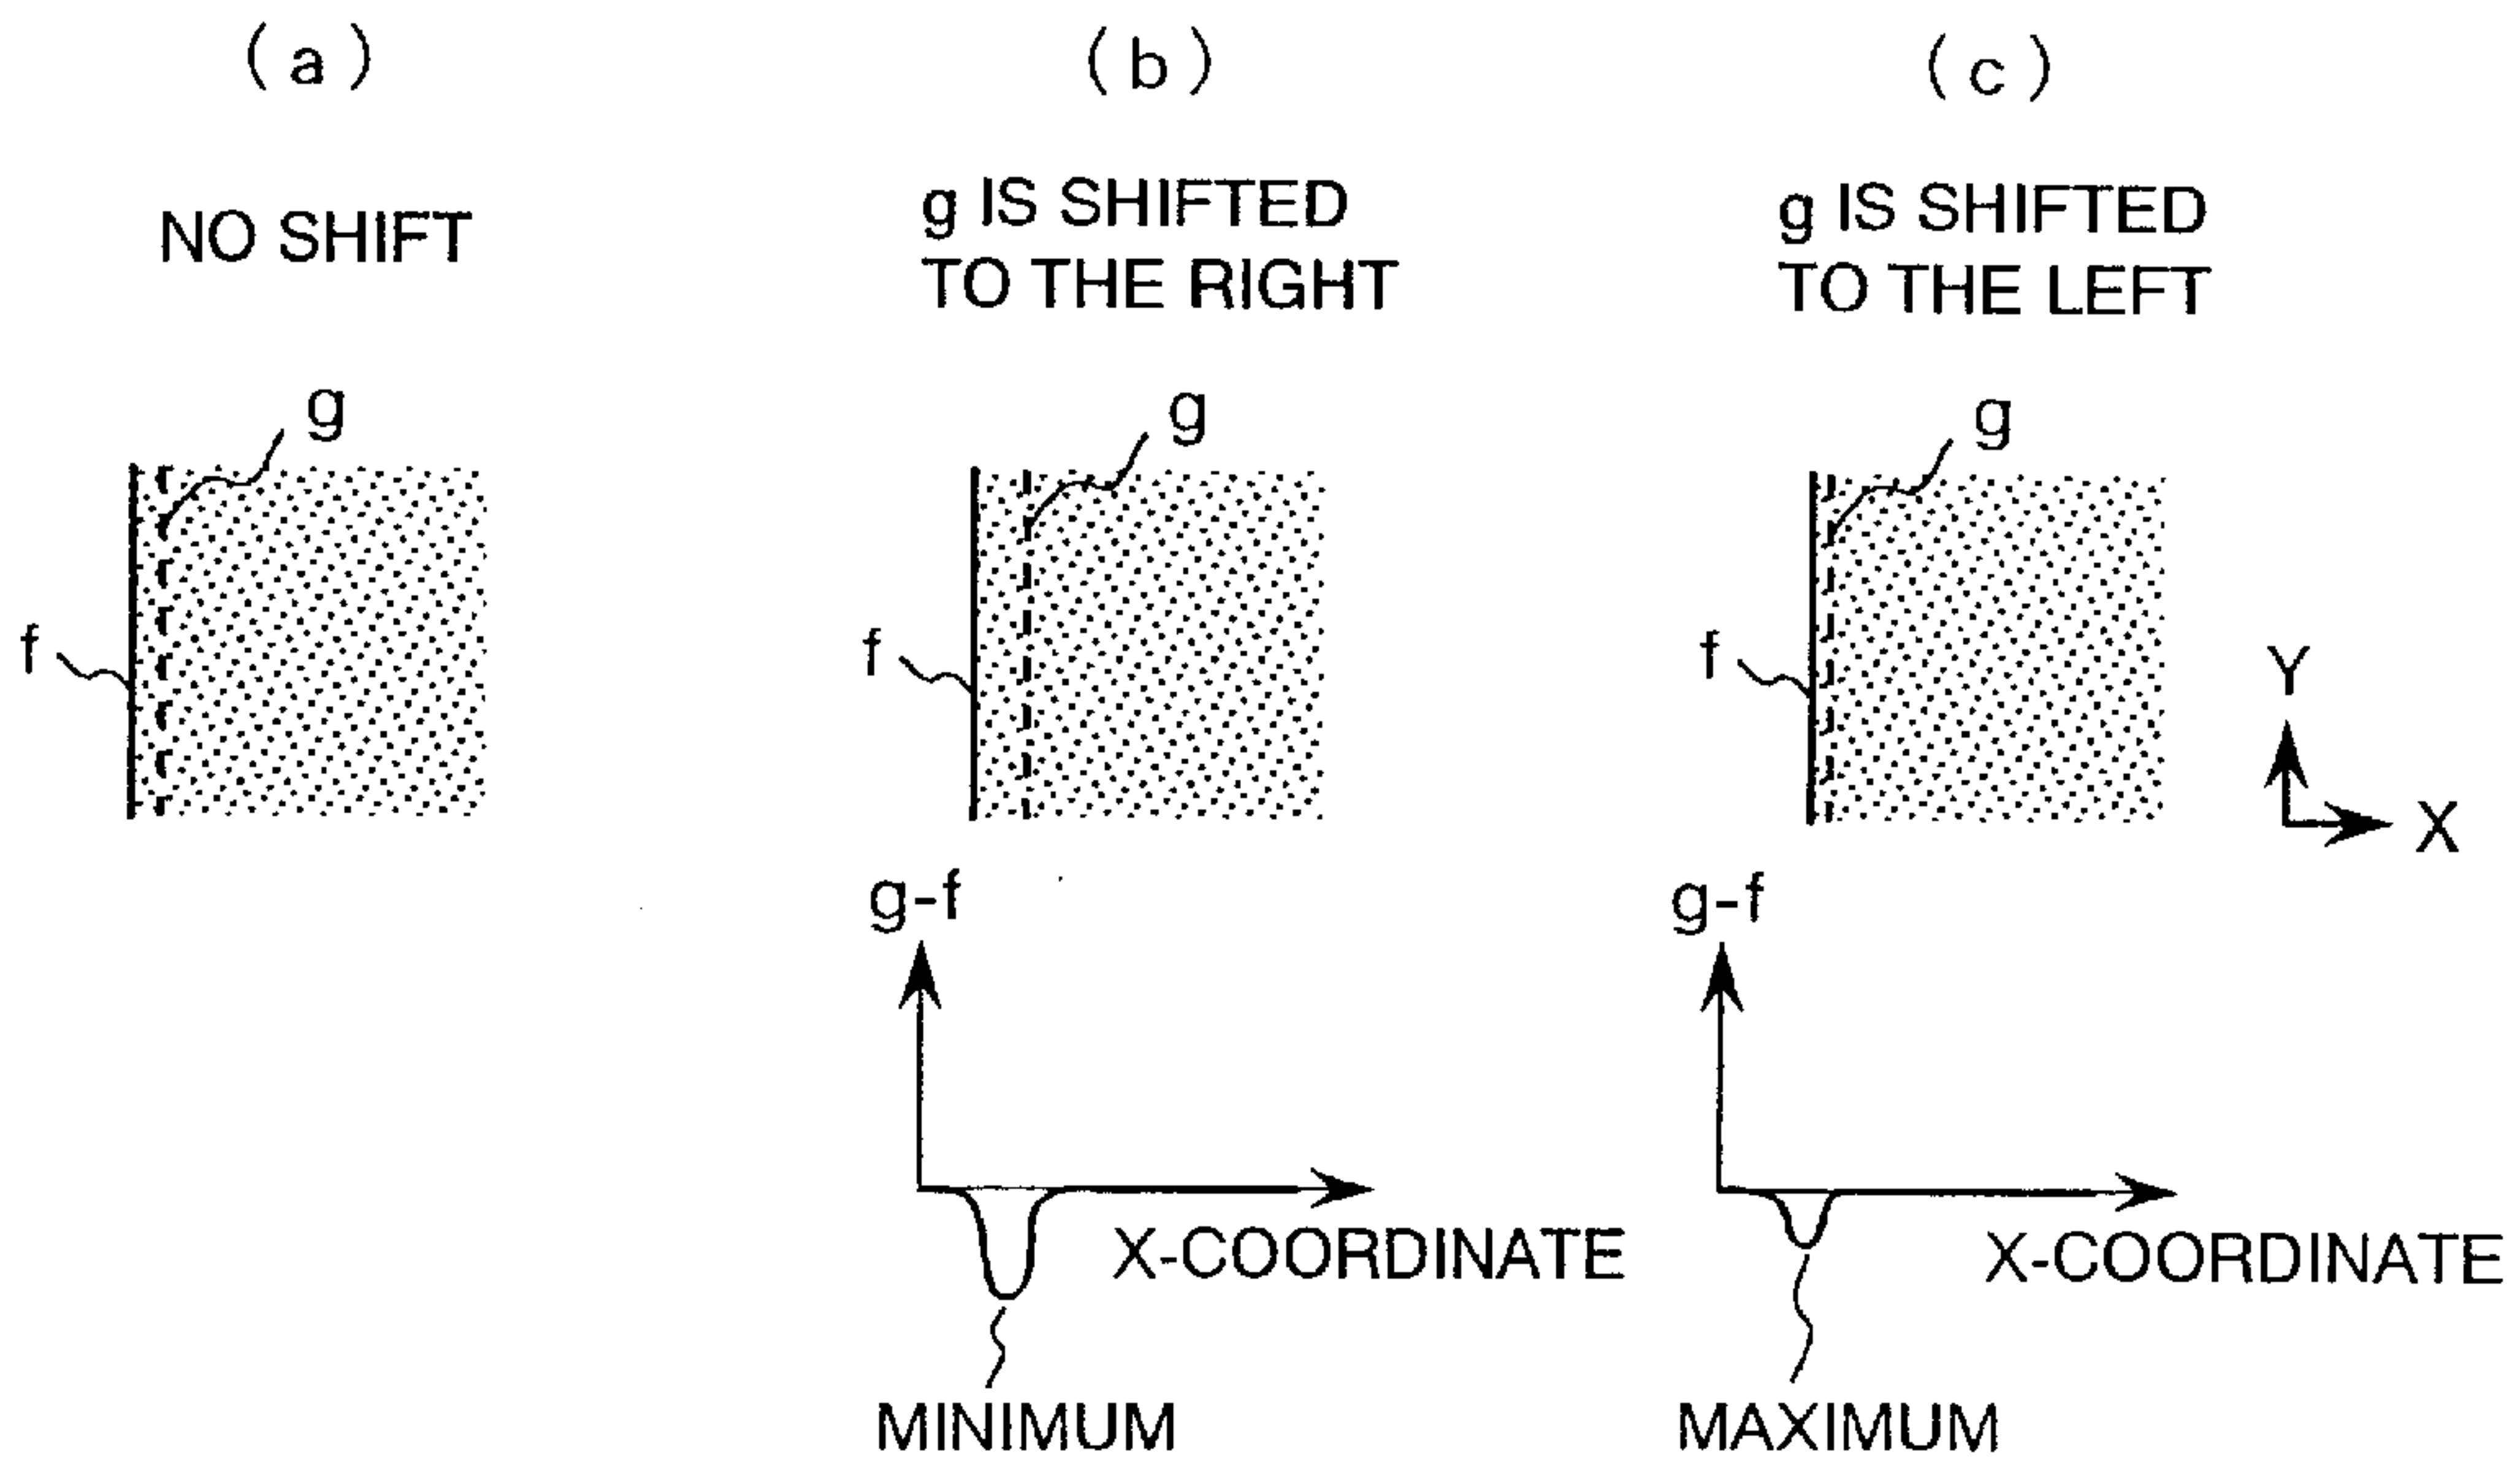 (a)
NO SHIFT
g
f
(b)
g IS SHIFTED
TO THE RIGHT
g
f
g-f
X-COORDINATE
MINIMUM
(c)
g IS SHIFTED
TO THE LEFT
g
f
Y
X
g-f
X-COORDINATE
MAXIMUM